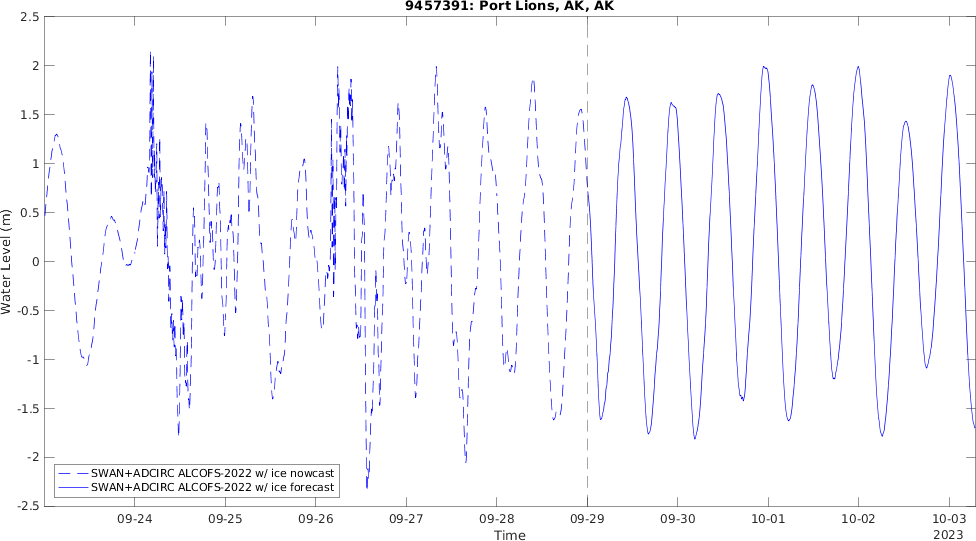 9457391: Port Lions, AK, AK
2.5
2
1.5
1
0.5
0
-0.5
-1
-1.5
-2
-2.5
Water Level (m)
SWAN+ADCIRC ALCOFS-2022 w/ ice nowcast
SWAN+ADCIRC ALCOFS-2022 w/ ice forecast
09-24 09-25 09-26 09-27 09-28 09-29 09-30 10-01 10-02 10-03
Time
2023